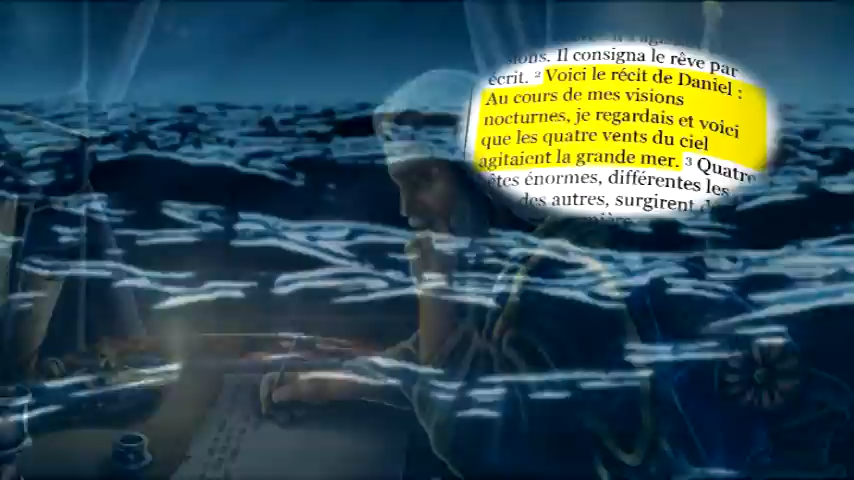 Il consigna le rêve par
écrit. ² Voici le récit de Daniel :
Au cours de mes visions
nocturnes, je regardais et voici
que les quatre vents du ciel
agitaient la grande mer. ³ Quatre
énormes, différentes les
des autres, surgirent